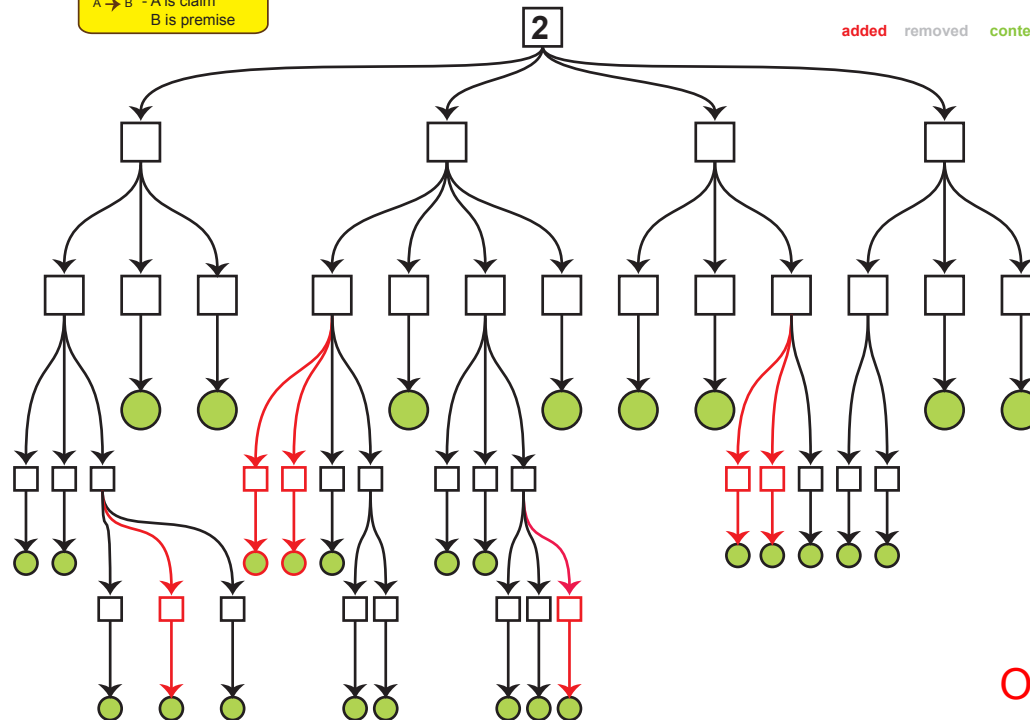 A → B - A is claim
B is premise
2
added removed
O